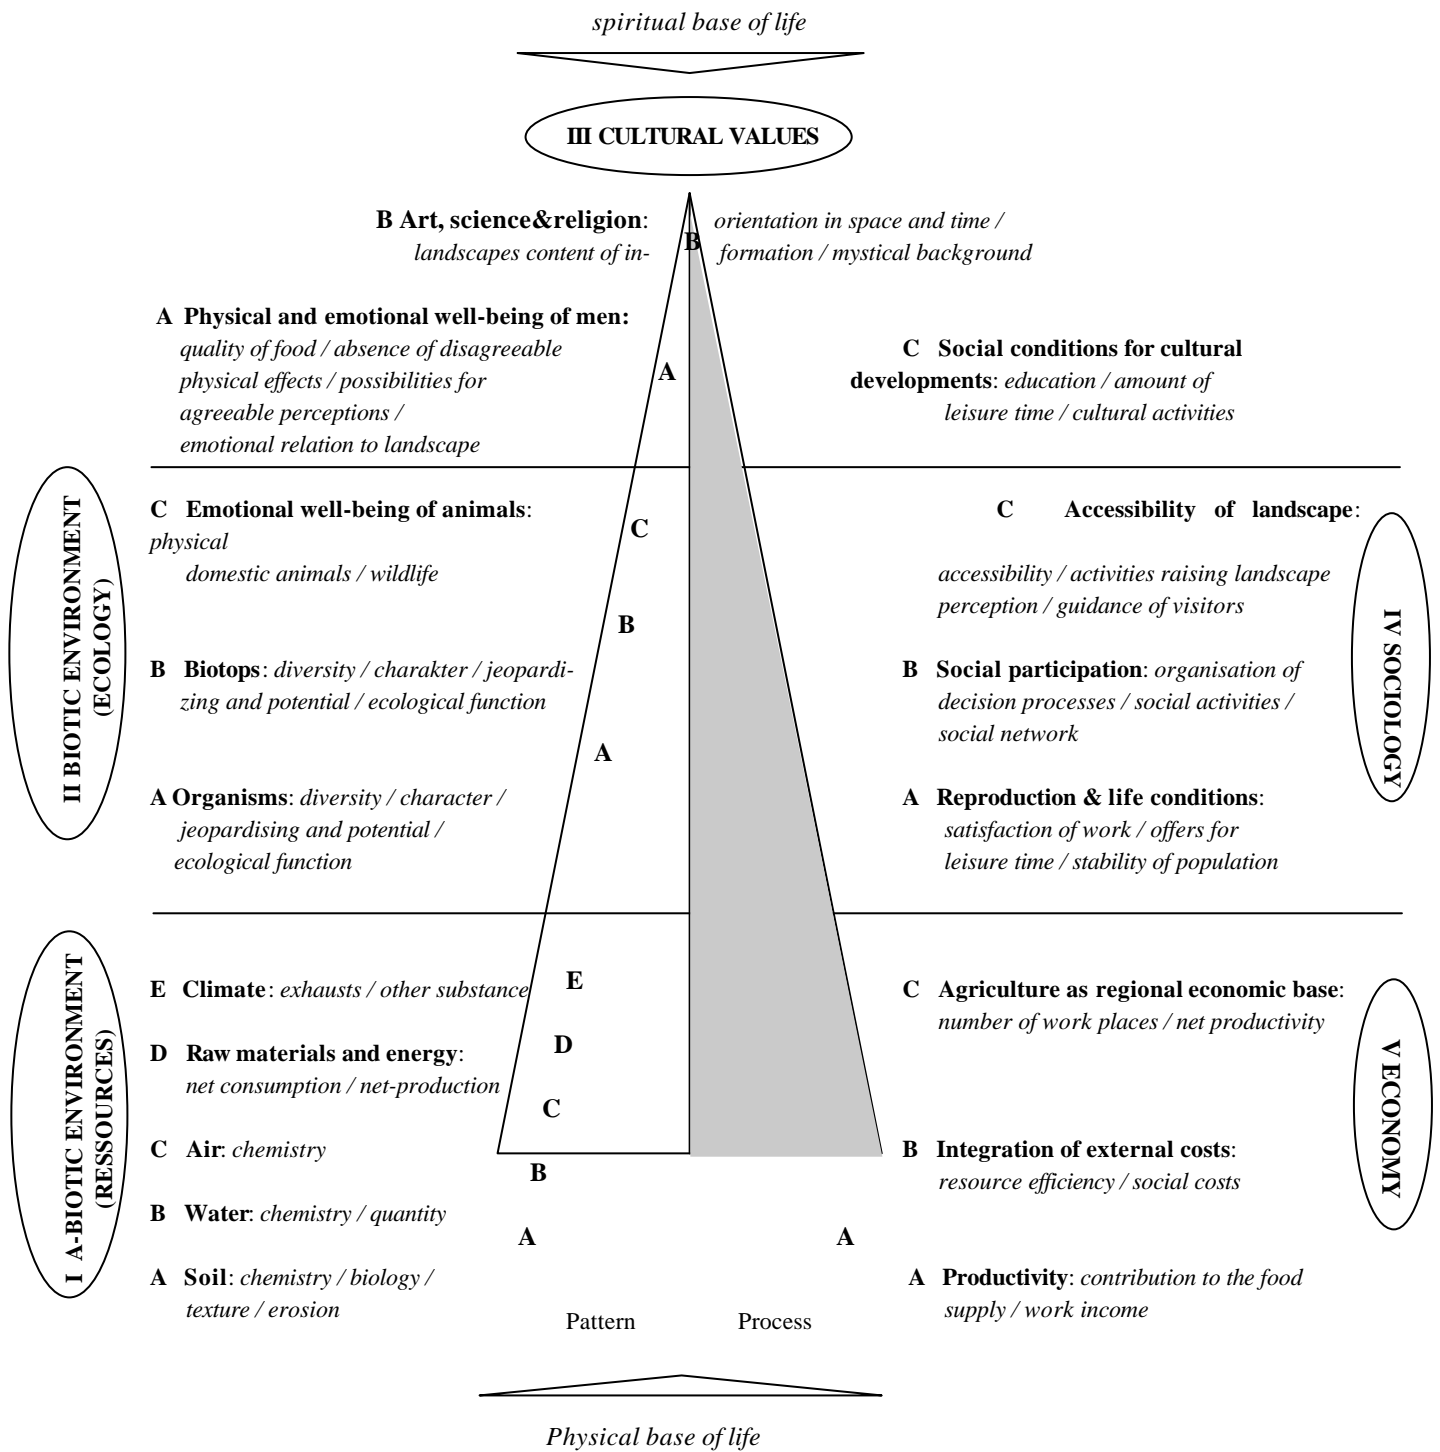 spiritual base of life
III CULTURAL VALUES
B Art, science&religion: orientation in space and time /
B
landscapes content of in- formation / mystical background
A Physical and emotional well-being of men:
quality of food / absence of disagreeable
physical effects / possibilities for
agreeable perceptions /
emotional relation to landscape
A
C Social conditions for cultural
developments: education / amount of
leisure time / cultural activities
II BIOTIC ENVIRONMENT
(ECOLOGY)
C Emotional well-being of animals:
physical
domestic animals / wildlife
B Biotops: diversity / charakter / jeopardi-
zing and potential / ecological function
A Organisms: diversity / character /
jeopardising and potential /
ecological function
C
B
A
C Accessibility of landscape:
accessibility / activities raising landscape
perception / guidance of visitors
B Social participation: organisation of
decision processes / social activities /
social network
A Reproduction & life conditions:
satisfaction of work / offers for
leisure time / stability of population
IV SOCIOLOGY
I A-BIOTIC ENVIRONMENT
(RESSOURCES)
E Climate: exhausts / other substance
D Raw materials and energy:
net consumption / net-production
C Air: chemistry
B Water: chemistry / quantity
A Soil: chemistry / biology /
texture / erosion
E
D
C
B
A
A
C Agriculture as regional economic base:
number of work places / net productivity
B Integration of external costs:
resource efficiency / social costs
A Productivity: contribution to the food
supply / work income
V ECONOMY
Pattern Process
Physical base of life